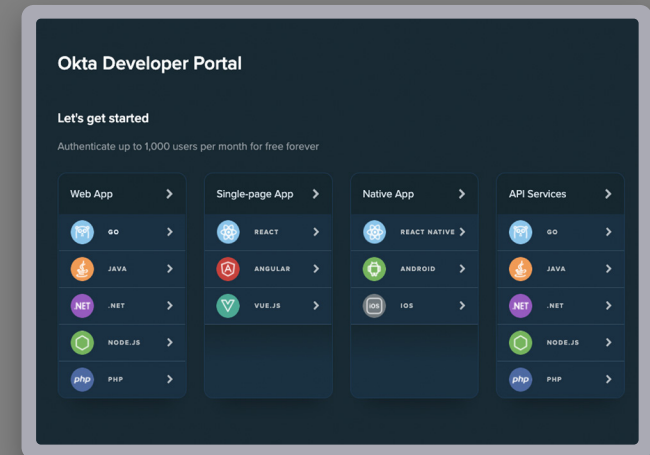 Okta Developer Portal
Let's get started
Authenticate up to 1,000 users per month for free forever
Web App
GO
JAVA
.NET
.NET
NODE.JS
php
PHP
Single-page App
REACT
ANGULAR
VUE.JS
Native App
REACT NATIVE
ANDROID
iOS
IOS
API Services
GO
JAVA
.NET
.NET
NODE.JS
php
PHP